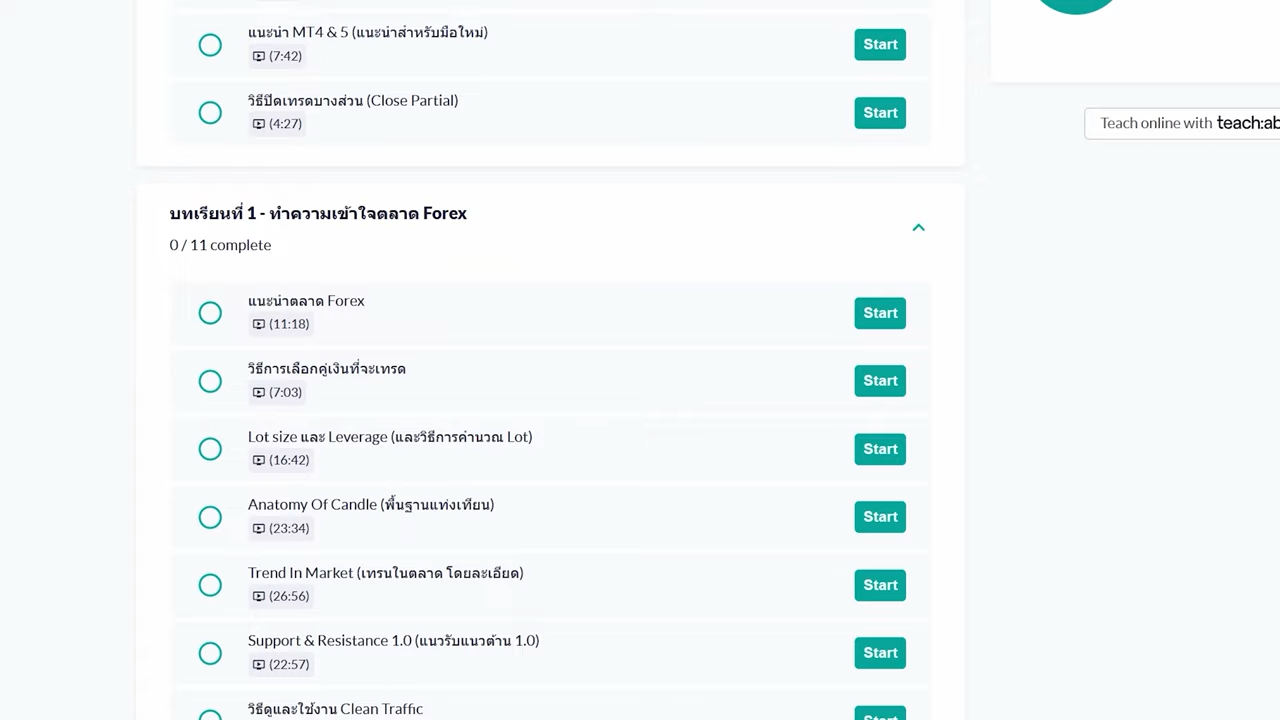 แนะนำ MT4 & 5 (แนะนำสำหรับมือใหม่)
(7:42)
Start
วิธีปิดเทรดบางส่วน (Close Partial)
(4:27)
Start
Teach online with teach:ab
บทเรียนที่ 1 - ทำความเข้าใจตลาด Forex
0 / 11 complete
แนะนำตลาด Forex
(11:18)
Start
วิธีการเลือกคู่เงินที่จะเทรด
(7:03)
Start
Lot size และ Leverage (และวิธีการคำนวณ Lot)
(16:42)
Start
Anatomy Of Candle (พื้นฐานแท่งเทียน)
(23:34)
Start
Trend In Market (เทรนในตลาด โดยละเอียด)
(26:56)
Start
Support & Resistance 1.0 (แนวรับแนวต้าน 1.0)
(22:57)
Start
วิธีดูและใช้งาน Clean Traffic
Start